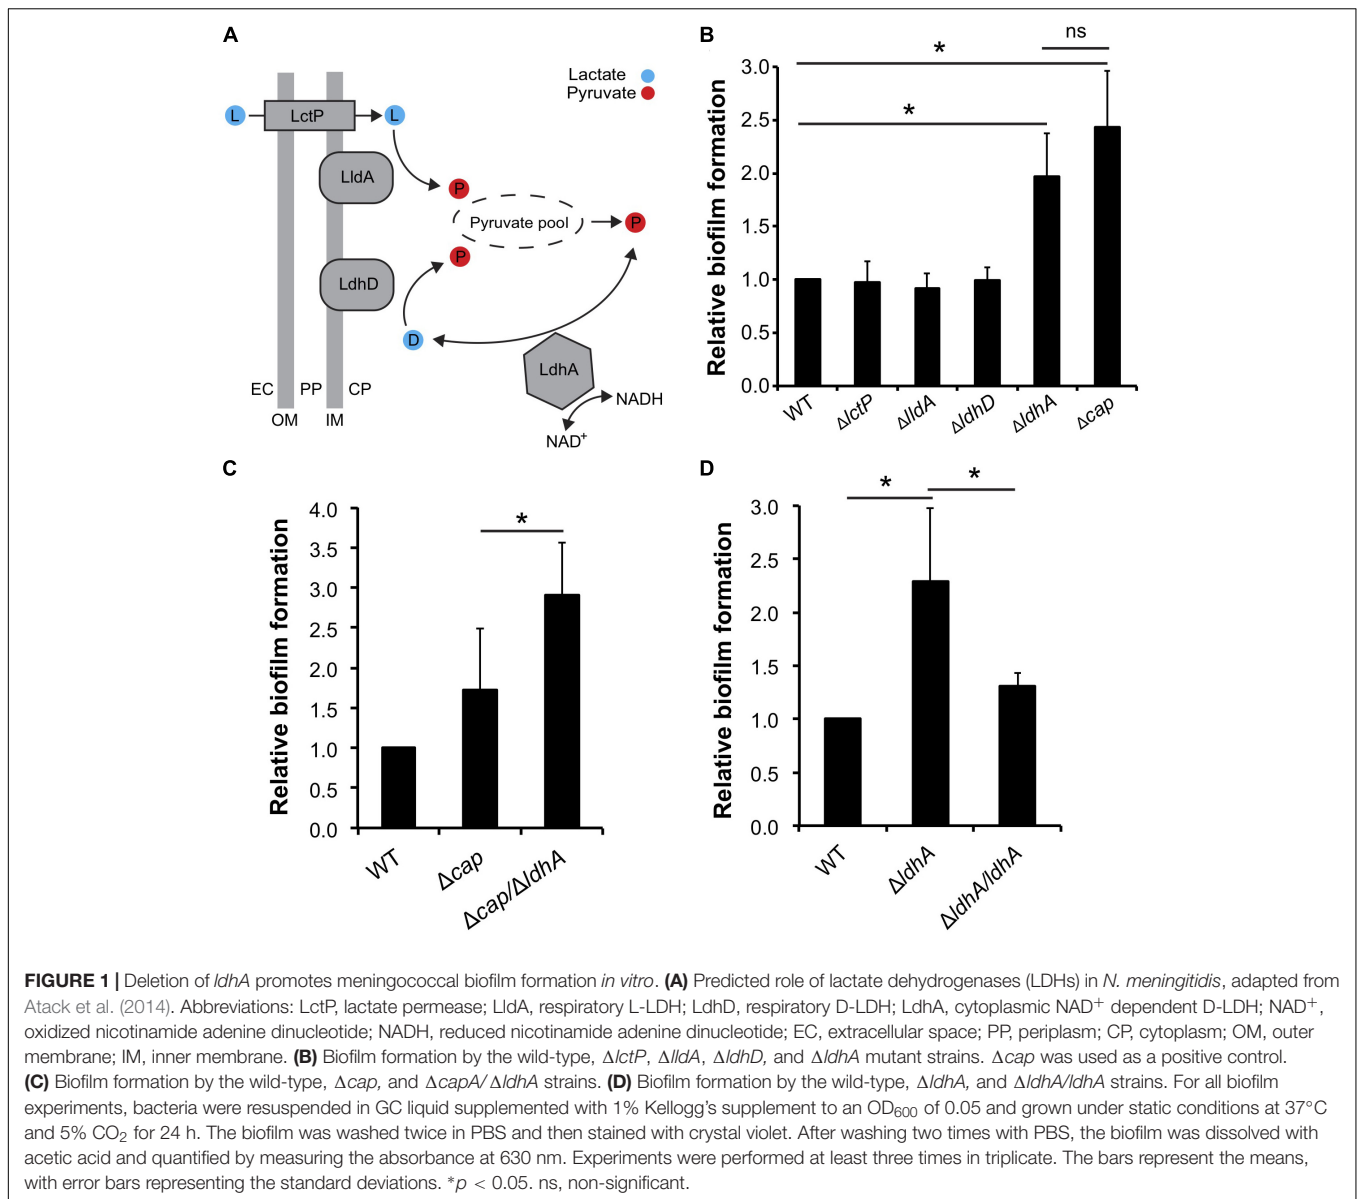 A
Lactate
Pyruvate
L
LctP
L
LldA
P
Pyruvate pool
P
P
LdhD
D
LdhA
NADH
NAD+
EC
PP
CP
OM
IM
B
ns
*
*
3.0
2.5
2.0
1.5
1.0
0.5
0.0
Relative biofilm formation
WT
ΔlctP
ΔlldA
ΔldhD
ΔldhA
Δcap
C
*
4.0
3.5
3.0
2.5
2.0
1.5
1.0
0.5
0.0
Relative biofilm formation
WT
Δcap
Δcap/ΔldhA
D
*
*
3.0
2.5
2.0
1.5
1.0
0.5
0.0
Relative biofilm formation
WT
ΔldhA
ΔldhA/ldhA
FIGURE 1 | Deletion of ldhA promotes meningococcal biofilm formation in vitro. (A) Predicted role of lactate dehydrogenases (LDHs) in N. meningitidis, adapted from
Atack et al. (2014). Abbreviations: LctP, lactate permease; LldA, respiratory L-LDH; LdhD, respiratory D-LDH; LdhA, cytoplasmic NAD+ dependent D-LDH; NAD+,
oxidized nicotinamide adenine dinucleotide; NADH, reduced nicotinamide adenine dinucleotide; EC, extracellular space; PP, periplasm; CP, cytoplasm; OM, outer
membrane; IM, inner membrane. (B) Biofilm formation by the wild-type, ΔlctP, ΔlldA, ΔldhD, and ΔldhA mutant strains. Δcap was used as a positive control.
(C) Biofilm formation by the wild-type, Δcap, and ΔcapA/ΔldhA strains. (D) Biofilm formation by the wild-type, ΔldhA, and ΔldhA/ldhA strains. For all biofilm
experiments, bacteria were resuspended in GC liquid supplemented with 1% Kellogg's supplement to an OD600 of 0.05 and grown under static conditions at 37°C
and 5% CO2 for 24 h. The biofilm was washed twice in PBS and then stained with crystal violet. After washing two times with PBS, the biofilm was dissolved with
acetic acid and quantified by measuring the absorbance at 630 nm. Experiments were performed at least three times in triplicate. The bars represent the means,
with error bars representing the standard deviations. *p < 0.05. ns, non-significant.